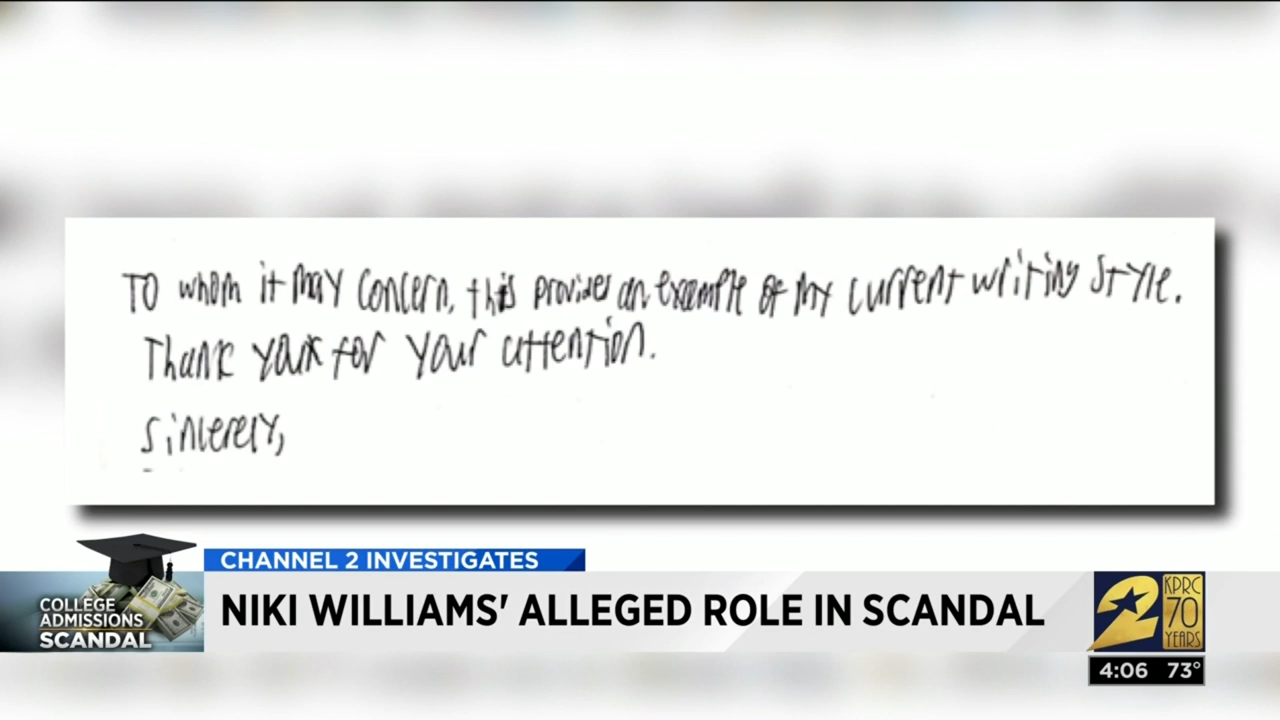 To whom it may concern, this provides an example of my current writing style.
Thank you for your attention.
Sincerely,
CHANNEL 2 INVESTIGATES
COLLEGE
ADMISSIONS
SCANDAL
NIKI WILLIAMS' ALLEGED ROLE IN SCANDAL
2
KPRC
70
YEARS
4:06 73°